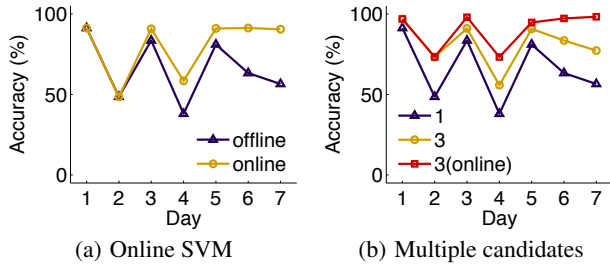 Accuracy (%)
100
50
0
offline
online
1 2 3 4 5 6 7
Day
(a) Online SVM
Accuracy (%)
100
50
0
1
3
3(online)
1 2 3 4 5 6 7
Day
(b) Multiple candidates